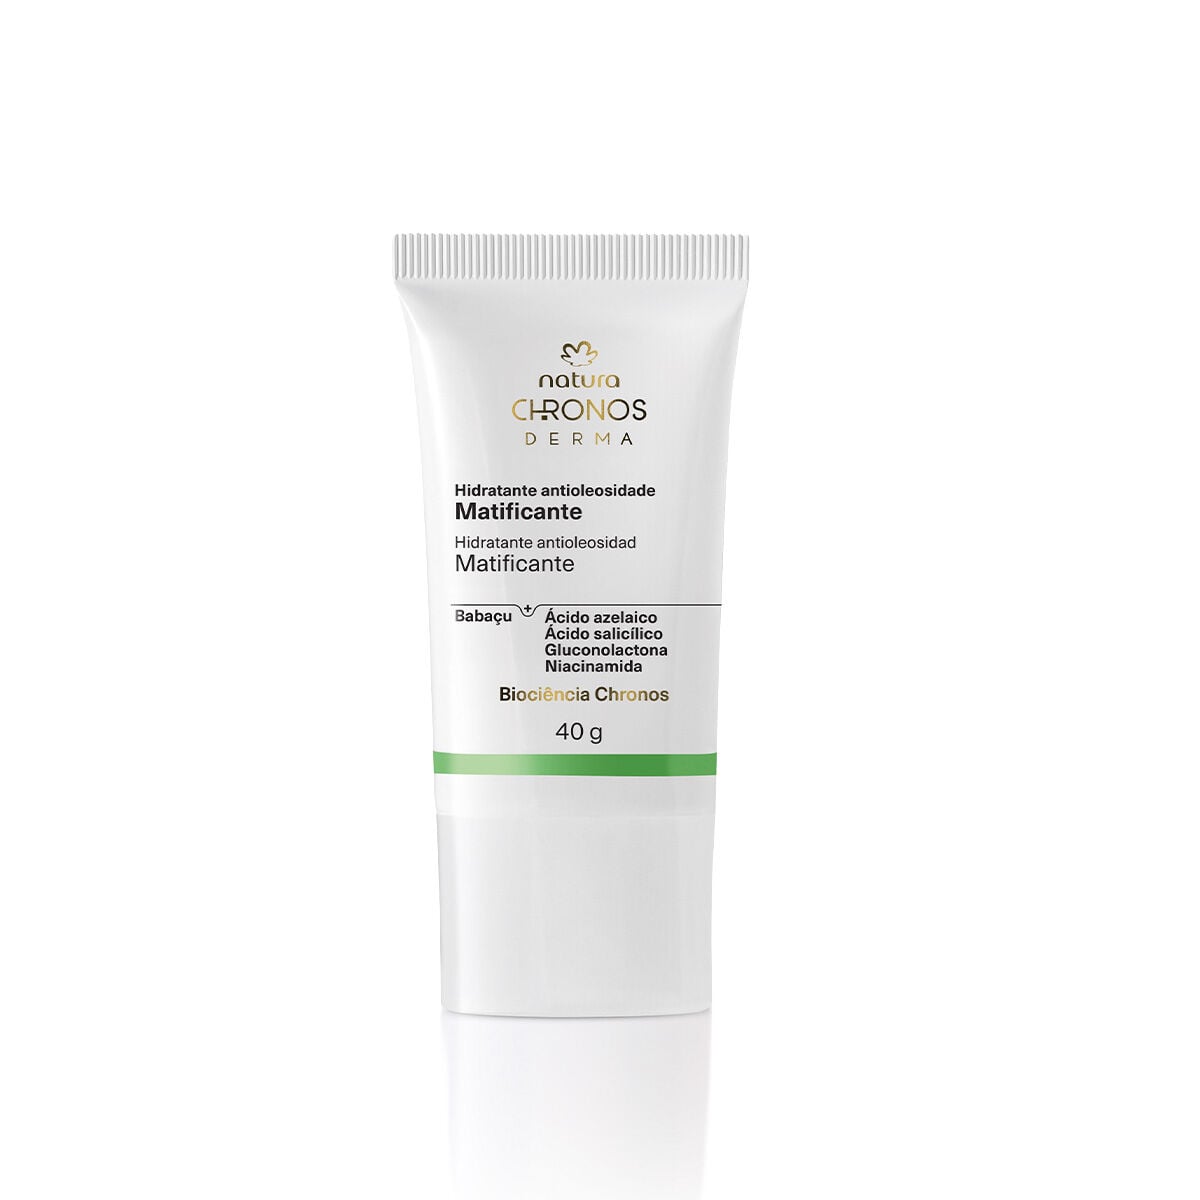 natura
CHRONOS
DERMA
Hidratante antioleosidade
Matificante
Hidratante antioleosidad
Matificante
Babaçu + Ácido azelaico
Ácido salicílico
Gluconolactona
Niacinamida
Biociência Chronos
40 g